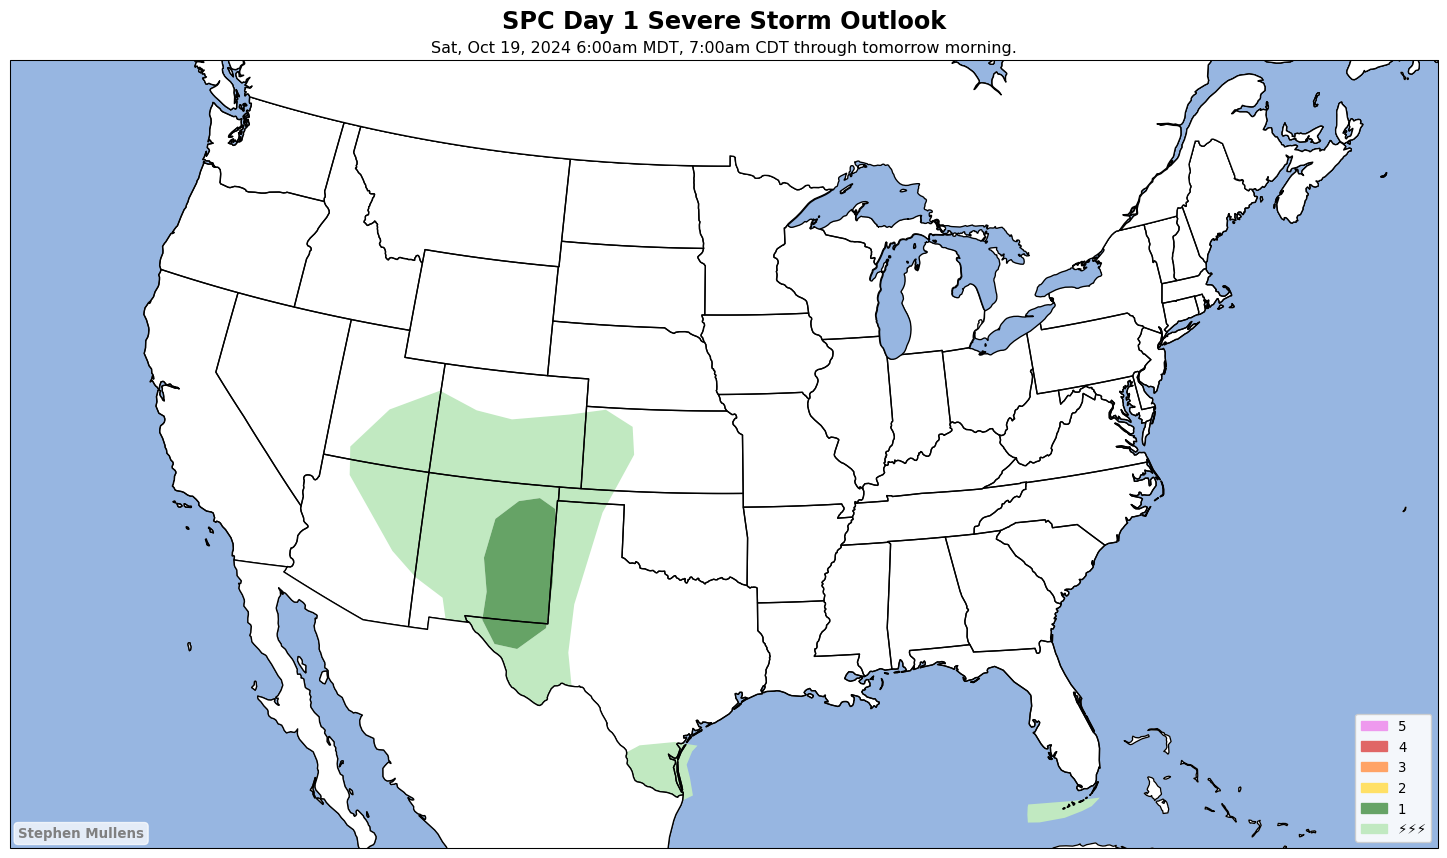 SPC Day 1 Severe Storm Outlook
Sat, Oct 19, 2024 6:00am MDT, 7:00am CDT through tomorrow morning.
5
4
3
2
1
⚡⚡⚡
Stephen Mullens